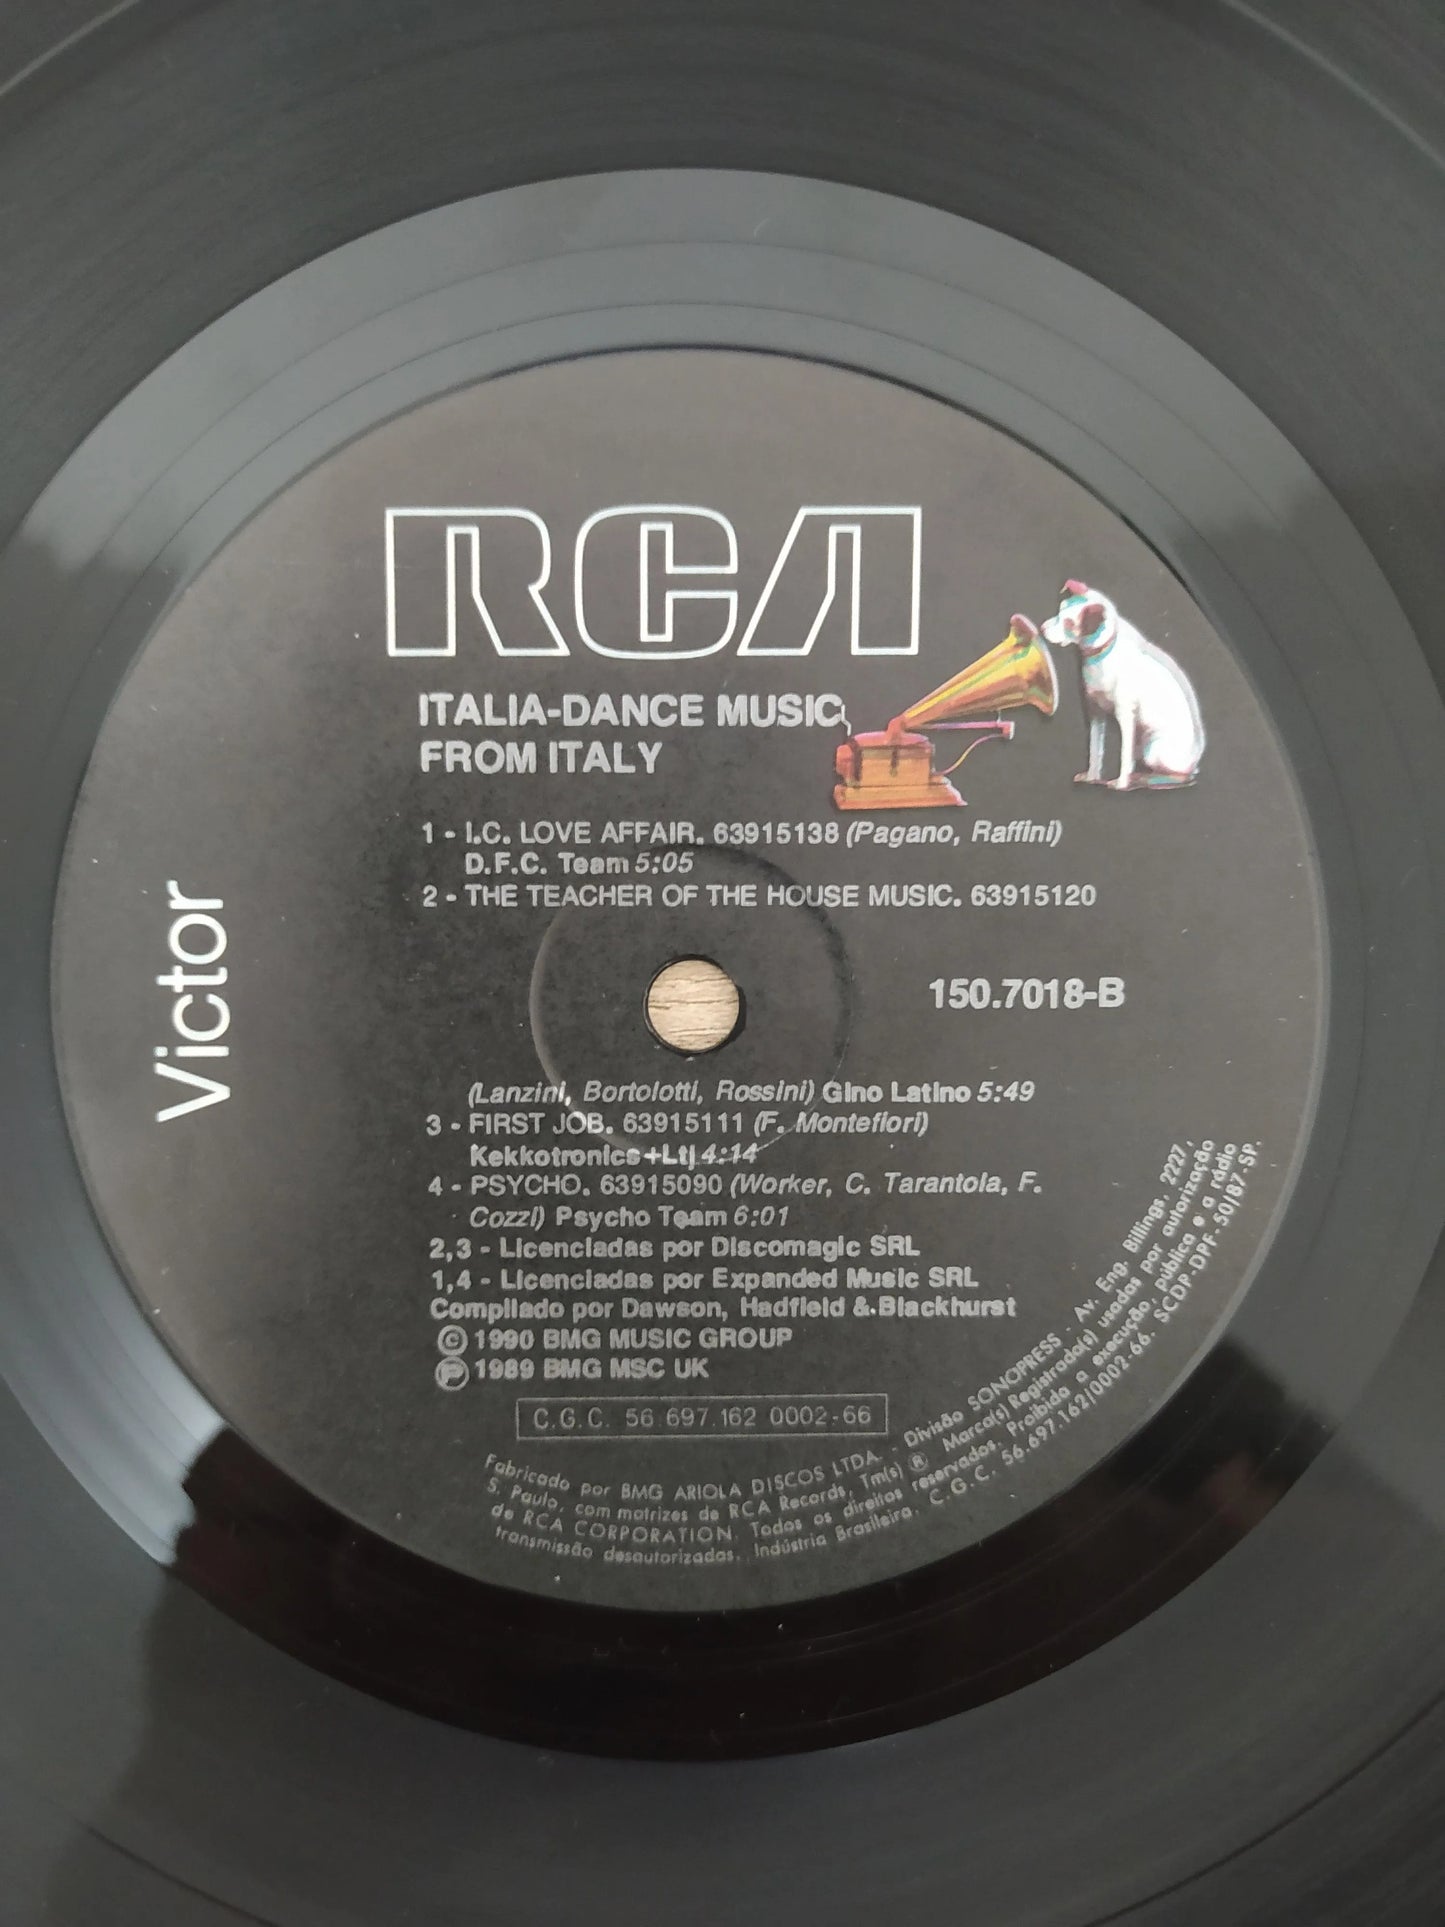 RCA
ITALIA-DANCE MUSIC
FROM ITALY
1 - I.C. LOVE AFFAIR. 63915138 (Pagano, Raffini)
D.F.C. Team 5:05
2 - THE TEACHER OF THE HOUSE MUSIC. 63915120
Victor
150.7018-B
(Lanzini, Bortolotti, Rossini) Gino Latino 5:49
3 - FIRST JOB. 63915111 (F. Montefiori)
Kekkotronics+Ltj 4:14
4 - PSYCHO. 63915090 (Worker, C. Tarantola, F.
Cozzi) Psycho Team 6:01
2,3 - Licenciadas por Discomagic SRL
1,4 - Licenciadas por Expanded Music SRL
Compilado por Dawson, Hadfield & Blackhurst
© 1990 BMG MUSIC GROUP
℗ 1989 BMG MSC UK
C.G.C. 56.697.162 0002-66
Fabricado por BMG ARIOLA DISCOS LTDA. - Divisão SONOPRESS - Av. Eng. Billings, 2227,
S. Paulo, com matrizes de RCA Records, Tm(s) ® Marca(s) Registrada(s) usadas por autorização
de RCA CORPORATION. Todos os direitos reservados. Proibida a execução, pública e a rádio
transmissão desautorizadas. Indústria Brasileira. C.G.C. 56.697.162/0002-66. SCDP-DPF-50/87-SP.